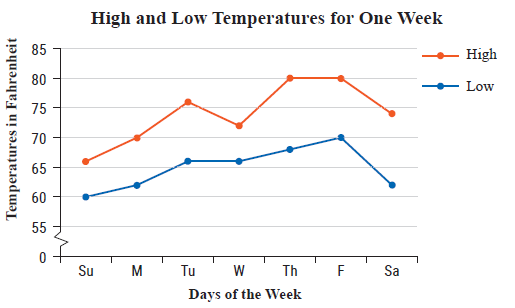 High and Low Temperatures for One Week
Temperatures in Fahrenheit
85
80
75
70
65
60
55
0
Su M Tu W Th F Sa
Days of the Week
High
Low